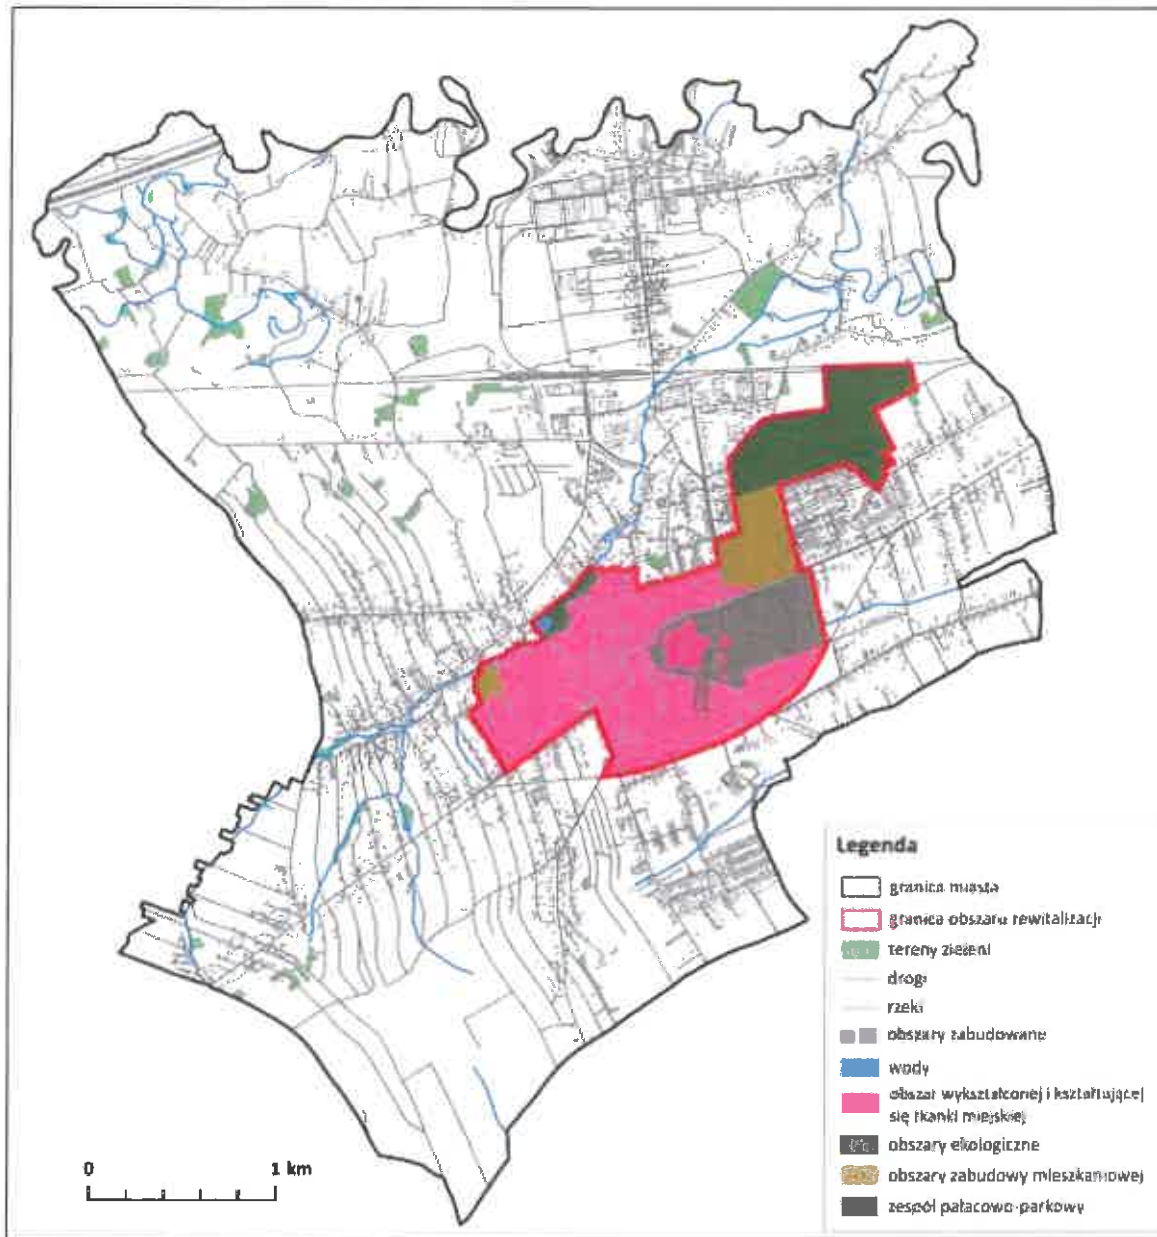 Legenda
granica miasta
granica obszaru rewitalizacji
tereny zieleni
drogi
rzeki
obszary zabudowane
wody
obszar wykształconej i kształtującej
się tkanki miejskiej
obszary ekologiczne
obszary zabudowy mieszkaniowej
zespół pałacowo-parkowy
0 1 km